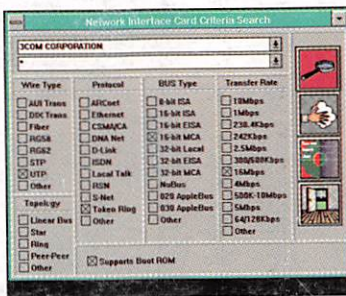 Network Interface Card Criteria Search
3COM CORPORATION
*
Wire Type
AUI Trans
DIX Trans
Fiber
RG58
RG62
STP
UTP
Other
Topology
Linear Bus
Star
Ring
Peer-Peer
Other
Protocol
ARCnet
Ethernet
CSMA/CA
D-Link
ISDN
Local Talk
RSN
S-Net
Token Ring
Other
BUS Type
8-bit ISA
16-bit ISA
16-bit EISA
16-bit MCA
32-bit Local
32-bit EISA
32-bit MCA
NuBus
020 AppleBus
030 AppleBus
Other
Transfer Rate
10Mbps
1Mbps
230.4Kbps
242Kbps
2.5Mbps
300/500Kbps
16Mbps
4Mbps
500K-10Mbps
5Mbps
64/128Kbps
Other
Supports Boot ROM